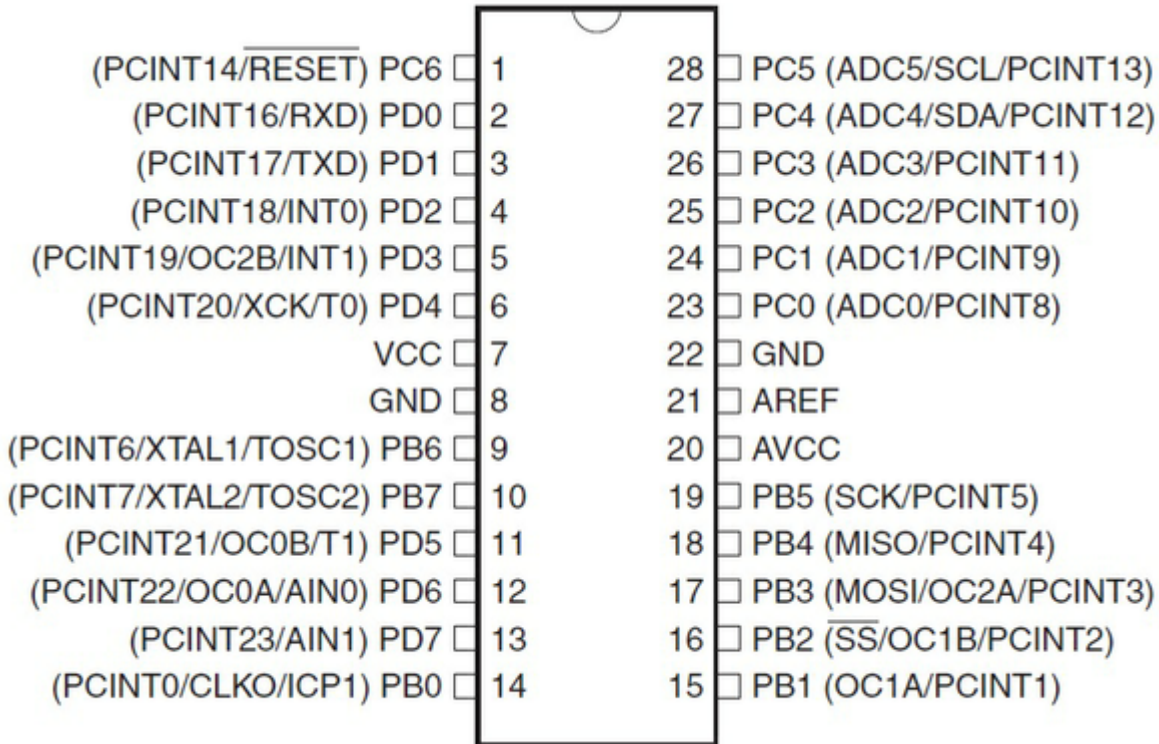 (PCINT14/RESET) PC6 1 28 PC5 (ADC5/SCL/PCINT13)
(PCINT16/RXD) PD0 2 27 PC4 (ADC4/SDA/PCINT12)
(PCINT17/TXD) PD1 3 26 PC3 (ADC3/PCINT11)
(PCINT18/INT0) PD2 4 25 PC2 (ADC2/PCINT10)
(PCINT19/OC2B/INT1) PD3 5 24 PC1 (ADC1/PCINT9)
(PCINT20/XCK/T0) PD4 6 23 PC0 (ADC0/PCINT8)
VCC 7 22 GND
GND 8 21 AREF
(PCINT6/XTAL1/TOSC1) PB6 9 20 AVCC
(PCINT7/XTAL2/TOSC2) PB7 10 19 PB5 (SCK/PCINT5)
(PCINT21/OC0B/T1) PD5 11 18 PB4 (MISO/PCINT4)
(PCINT22/OC0A/AIN0) PD6 12 17 PB3 (MOSI/OC2A/PCINT3)
(PCINT23/AIN1) PD7 13 16 PB2 (SS/OC1B/PCINT2)
(PCINT0/CLKO/ICP1) PB0 14 15 PB1 (OC1A/PCINT1)